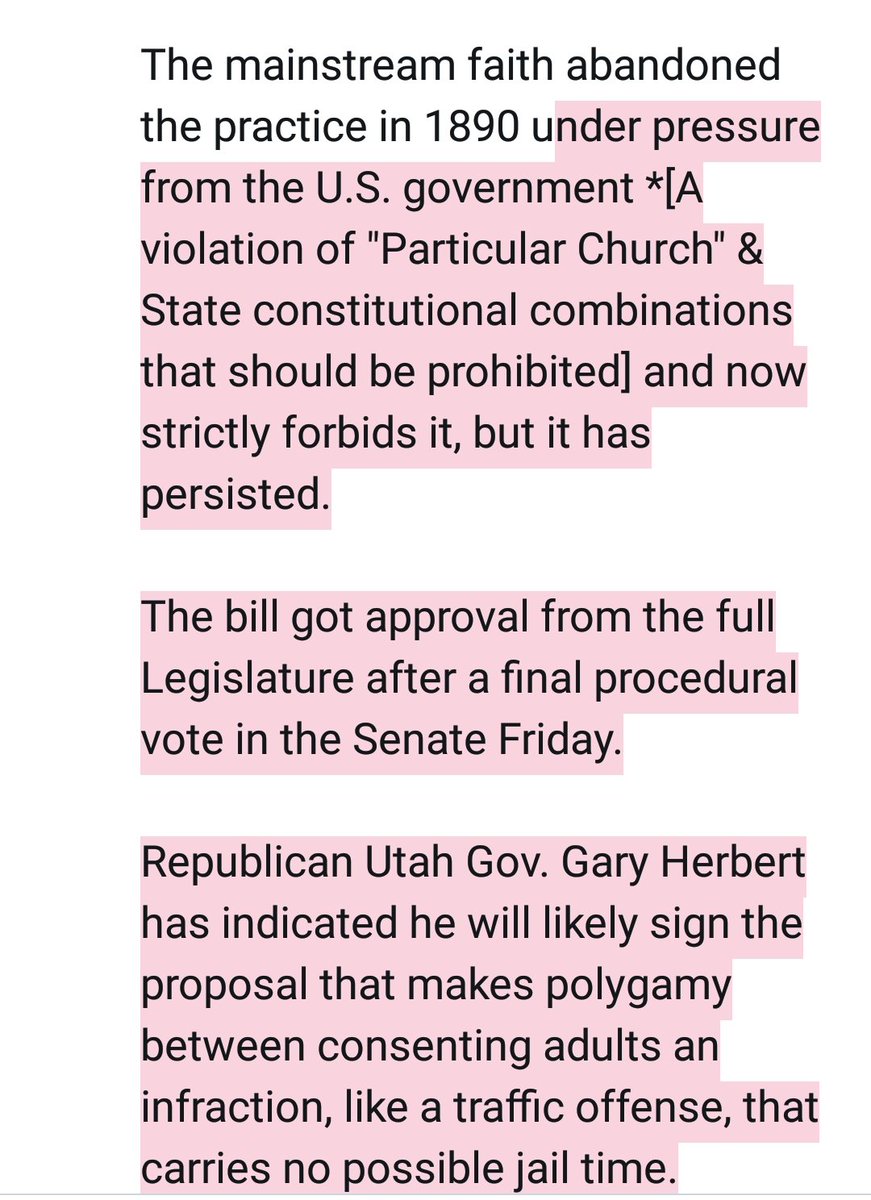 The mainstream faith abandoned
the practice in 1890 under pressure
from the U.S. government *[A
violation of "Particular Church" &
State constitutional combinations
that should be prohibited] and now
strictly forbids it, but it has
persisted.
The bill got approval from the full
Legislature after a final procedural
vote in the Senate Friday.
Republican Utah Gov. Gary Herbert
has indicated he will likely sign the
proposal that makes polygamy
between consenting adults an
infraction, like a traffic offense, that
carries no possible jail time.